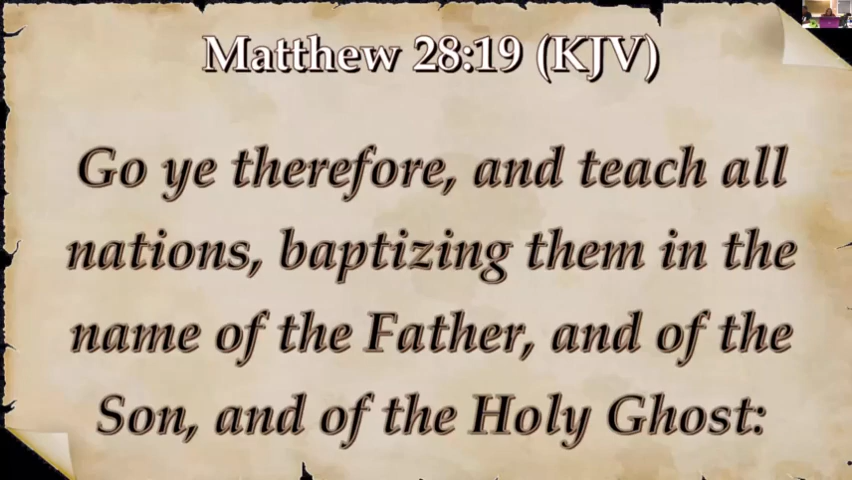 Matthew 28:19 (KJV)
Go ye therefore, and teach all
nations, baptizing them in the
name of the Father, and of the
Son, and of the Holy Ghost: